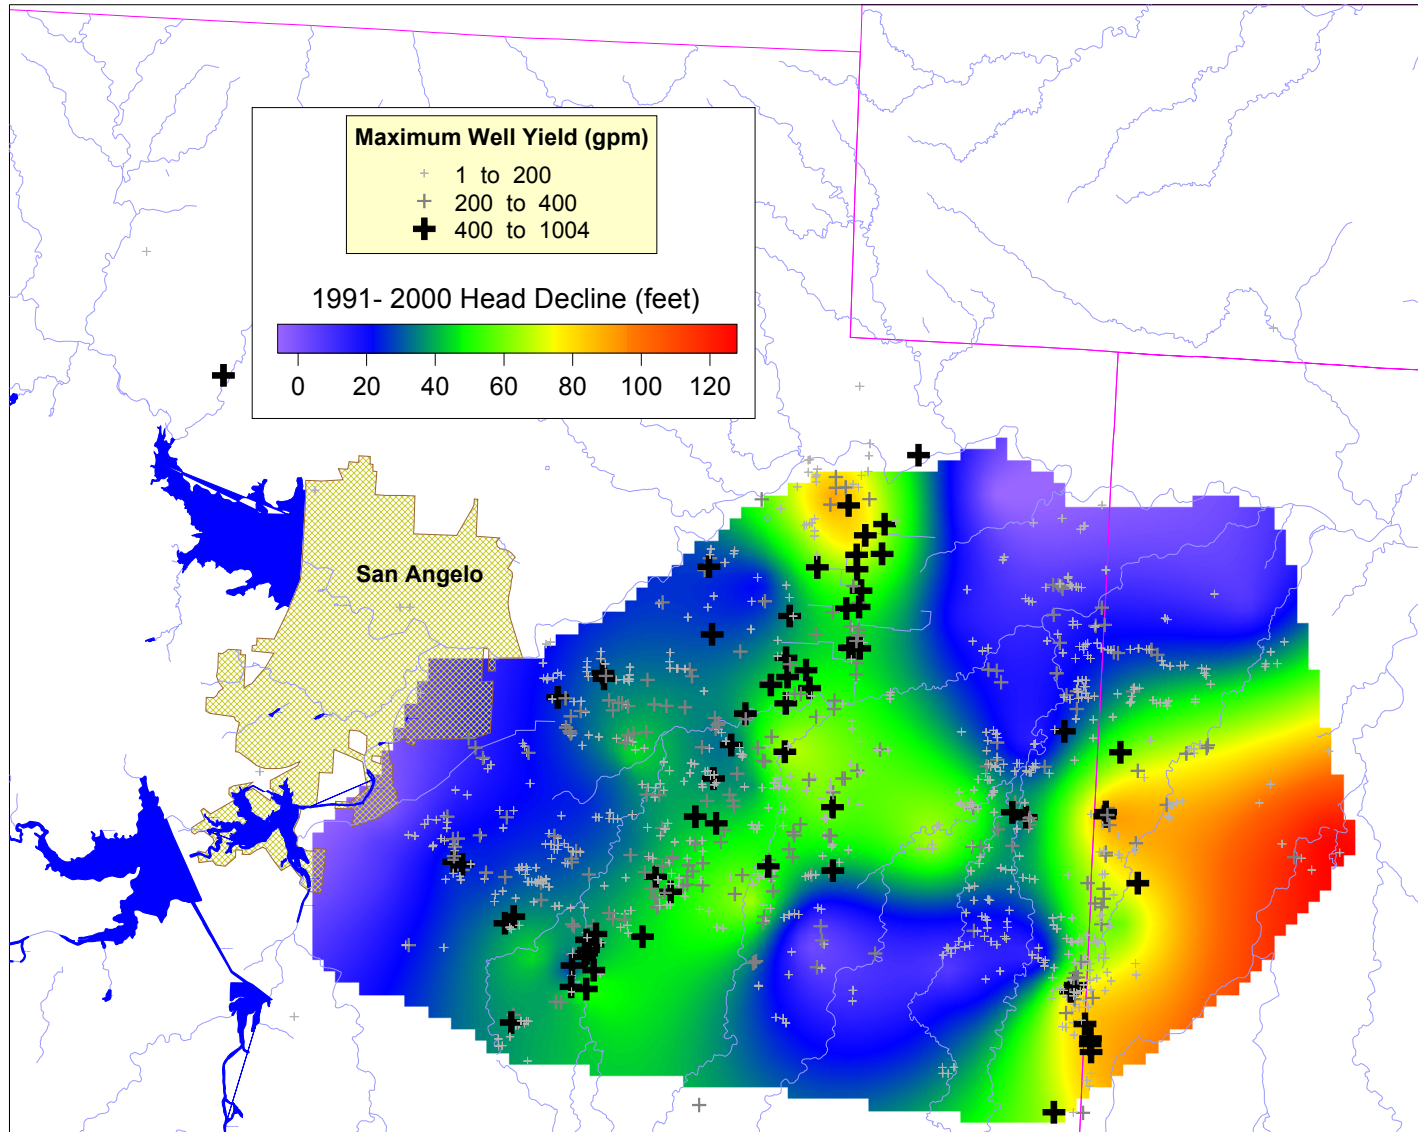 Maximum Well Yield (gpm)
1 to 200
200 to 400
400 to 1004
1991- 2000 Head Decline (feet)
0 20 40 60 80 100 120
San Angelo